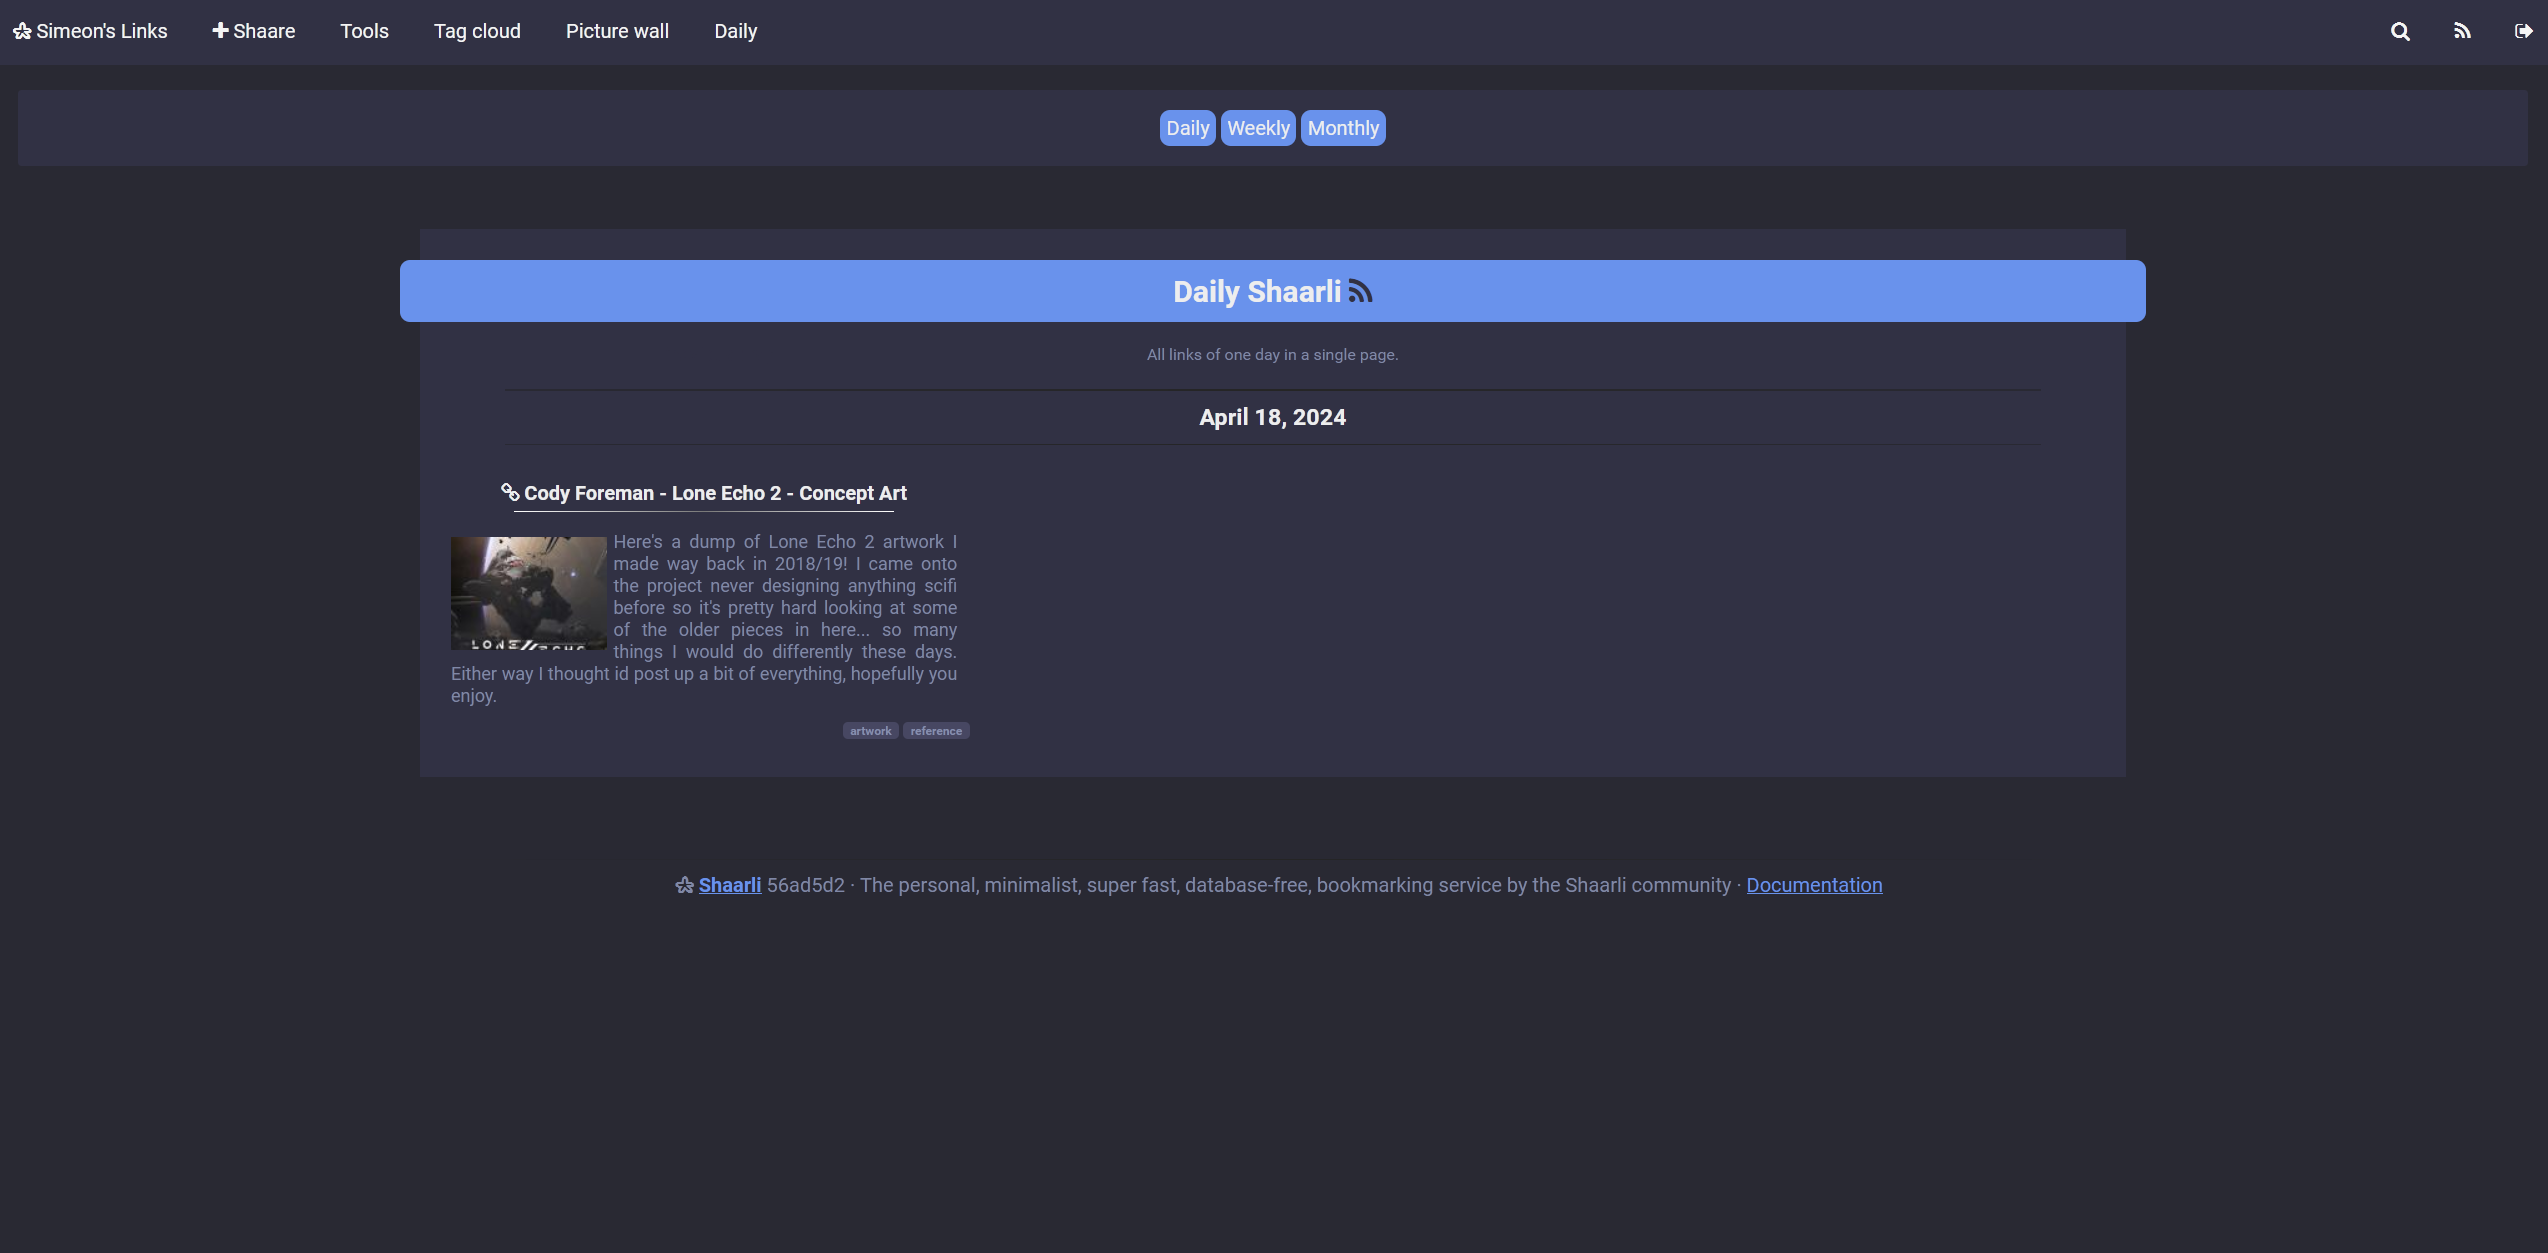 Simeon's Links Shaare Tools Tag cloud Picture wall Daily
Daily Weekly Monthly
Daily Shaarli
All links of one day in a single page.
April 18, 2024
Cody Foreman - Lone Echo 2 - Concept Art
Here's a dump of Lone Echo 2 artwork I
made way back in 2018/19! I came onto
the project never designing anything scifi
before so it's pretty hard looking at some
of the older pieces in here... so many
things I would do differently these days.
Either way I thought id post up a bit of everything, hopefully you
enjoy.
LONE ECHO
artwork reference
Shaarli 56ad5d2 · The personal, minimalist, super fast, database-free, bookmarking service by the Shaarli community · Documentation